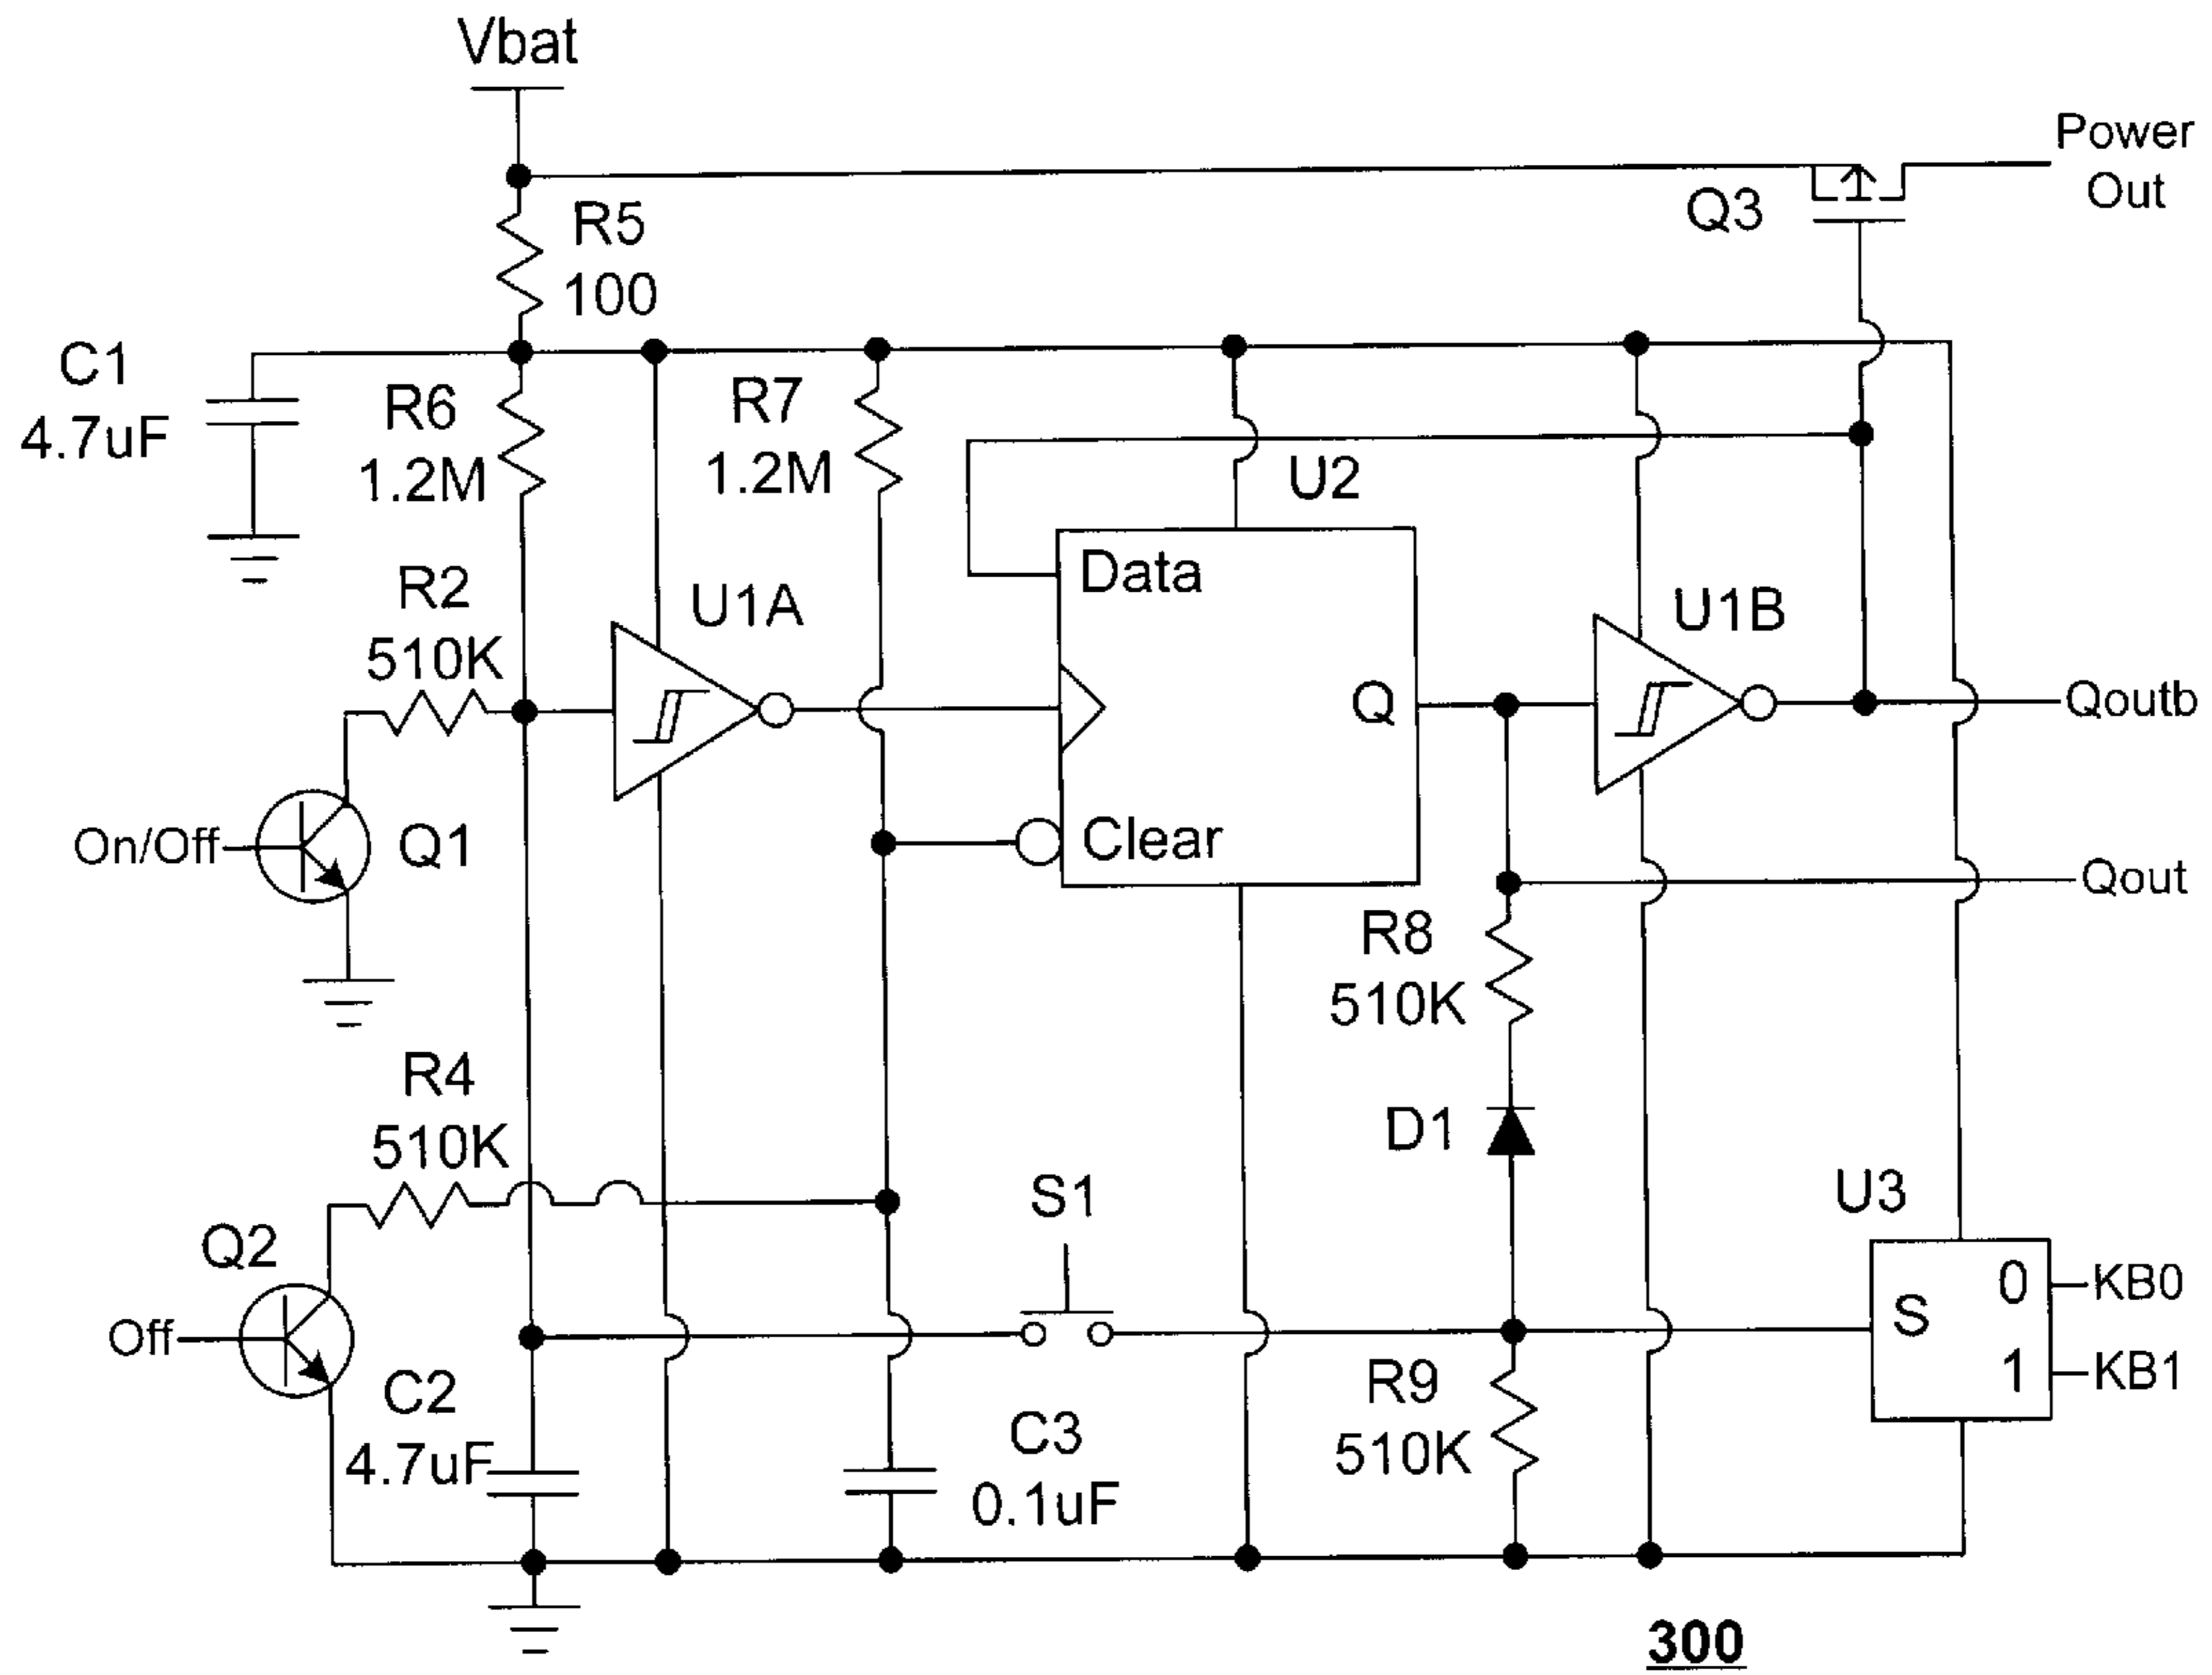 Vbat
Power
Out
Q3
R5
100
C1
4.7uF
R6
1.2M
R7
1.2M
U2
Data
R2
510K
U1A
U1B
Q
Qoutb
On/Off
Q1
Clear
Qout
R8
510K
R4
510K
D1
S1
U3
Q2
Off
S
0
KB0
1
KB1
C2
4.7uF
R9
510K
C3
0.1uF
300